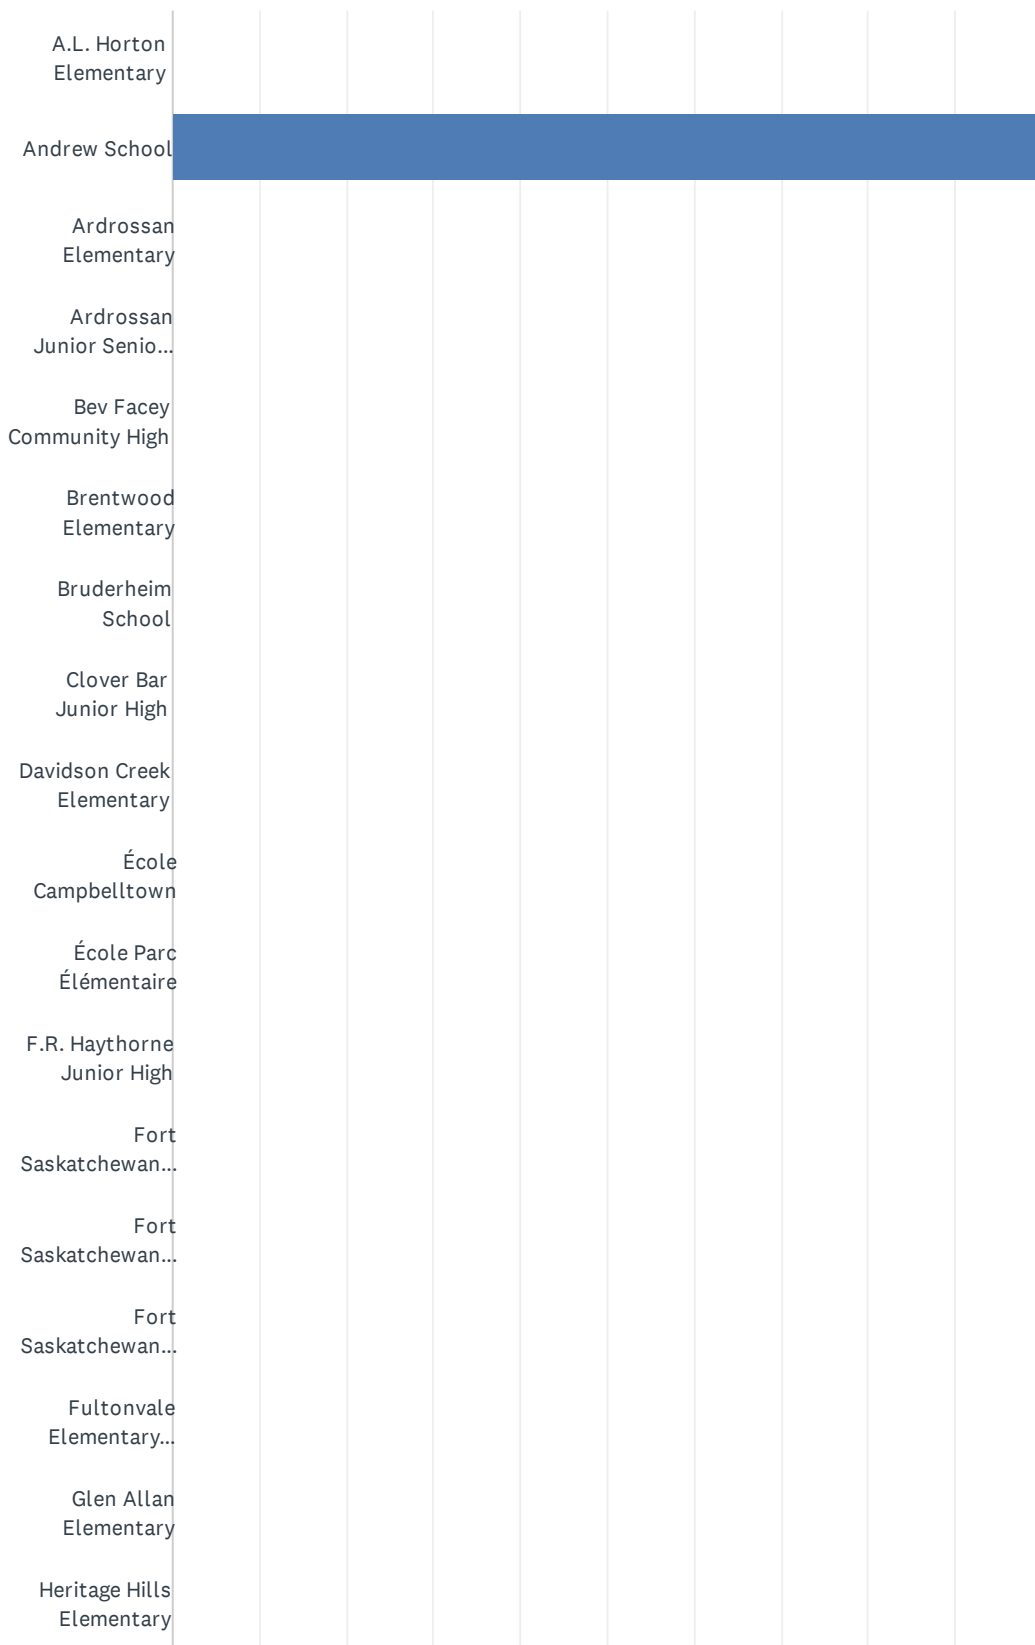 A.L. Horton
Elementary
Andrew School
Ardrossan
Elementary
Ardrossan
Junior Senio...
Bev Facey
Community High
Brentwood
Elementary
Bruderheim
School
Clover Bar
Junior High
Davidson Creek
Elementary
École
Campbelltown
École Parc
Élémentaire
F.R. Haythorne
Junior High
Fort
Saskatchewan...
Fort
Saskatchewan...
Fort
Saskatchewan...
Fultonvale
Elementary...
Glen Allan
Elementary
Heritage Hills
Elementary